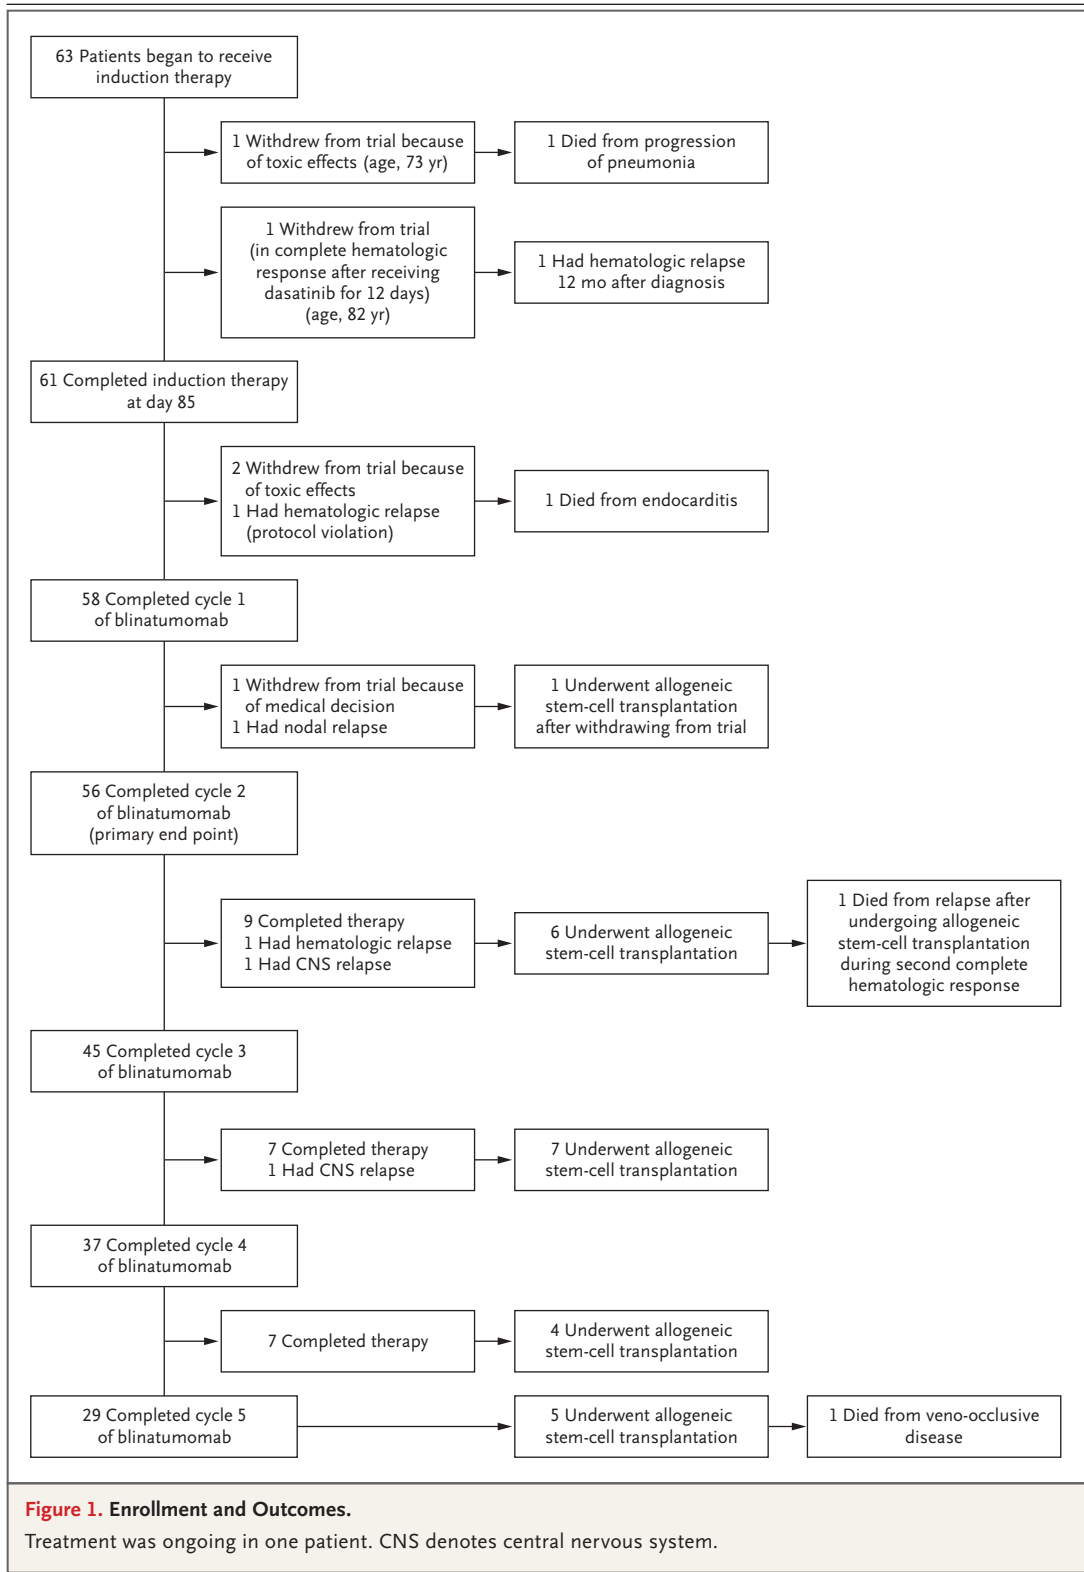 63 Patients began to receive
induction therapy
1 Withdrew from trial because
of toxic effects (age, 73 yr)
1 Died from progression
of pneumonia
1 Withdrew from trial
(in complete hematologic
response after receiving
dasatinib for 12 days)
(age, 82 yr)
1 Had hematologic relapse
12 mo after diagnosis
61 Completed induction therapy
at day 85
2 Withdrew from trial because
of toxic effects
1 Had hematologic relapse
(protocol violation)
1 Died from endocarditis
58 Completed cycle 1
of blinatumomab
1 Withdrew from trial because
of medical decision
1 Had nodal relapse
1 Underwent allogeneic
stem-cell transplantation
after withdrawing from trial
56 Completed cycle 2
of blinatumomab
(primary end point)
9 Completed therapy
1 Had hematologic relapse
1 Had CNS relapse
6 Underwent allogeneic
stem-cell transplantation
1 Died from relapse after
undergoing allogeneic
stem-cell transplantation
during second complete
hematologic response
45 Completed cycle 3
of blinatumomab
7 Completed therapy
1 Had CNS relapse
7 Underwent allogeneic
stem-cell transplantation
37 Completed cycle 4
of blinatumomab
7 Completed therapy
4 Underwent allogeneic
stem-cell transplantation
29 Completed cycle 5
of blinatumomab
5 Underwent allogeneic
stem-cell transplantation
1 Died from veno-occlusive
disease
Figure 1. Enrollment and Outcomes.
Treatment was ongoing in one patient. CNS denotes central nervous system.